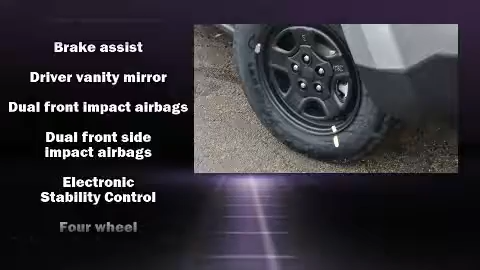 Brake assist
Driver vanity mirror
Dual front impact airbags
Dual front side
impact airbags
Electronic
Stability Control
Four wheel